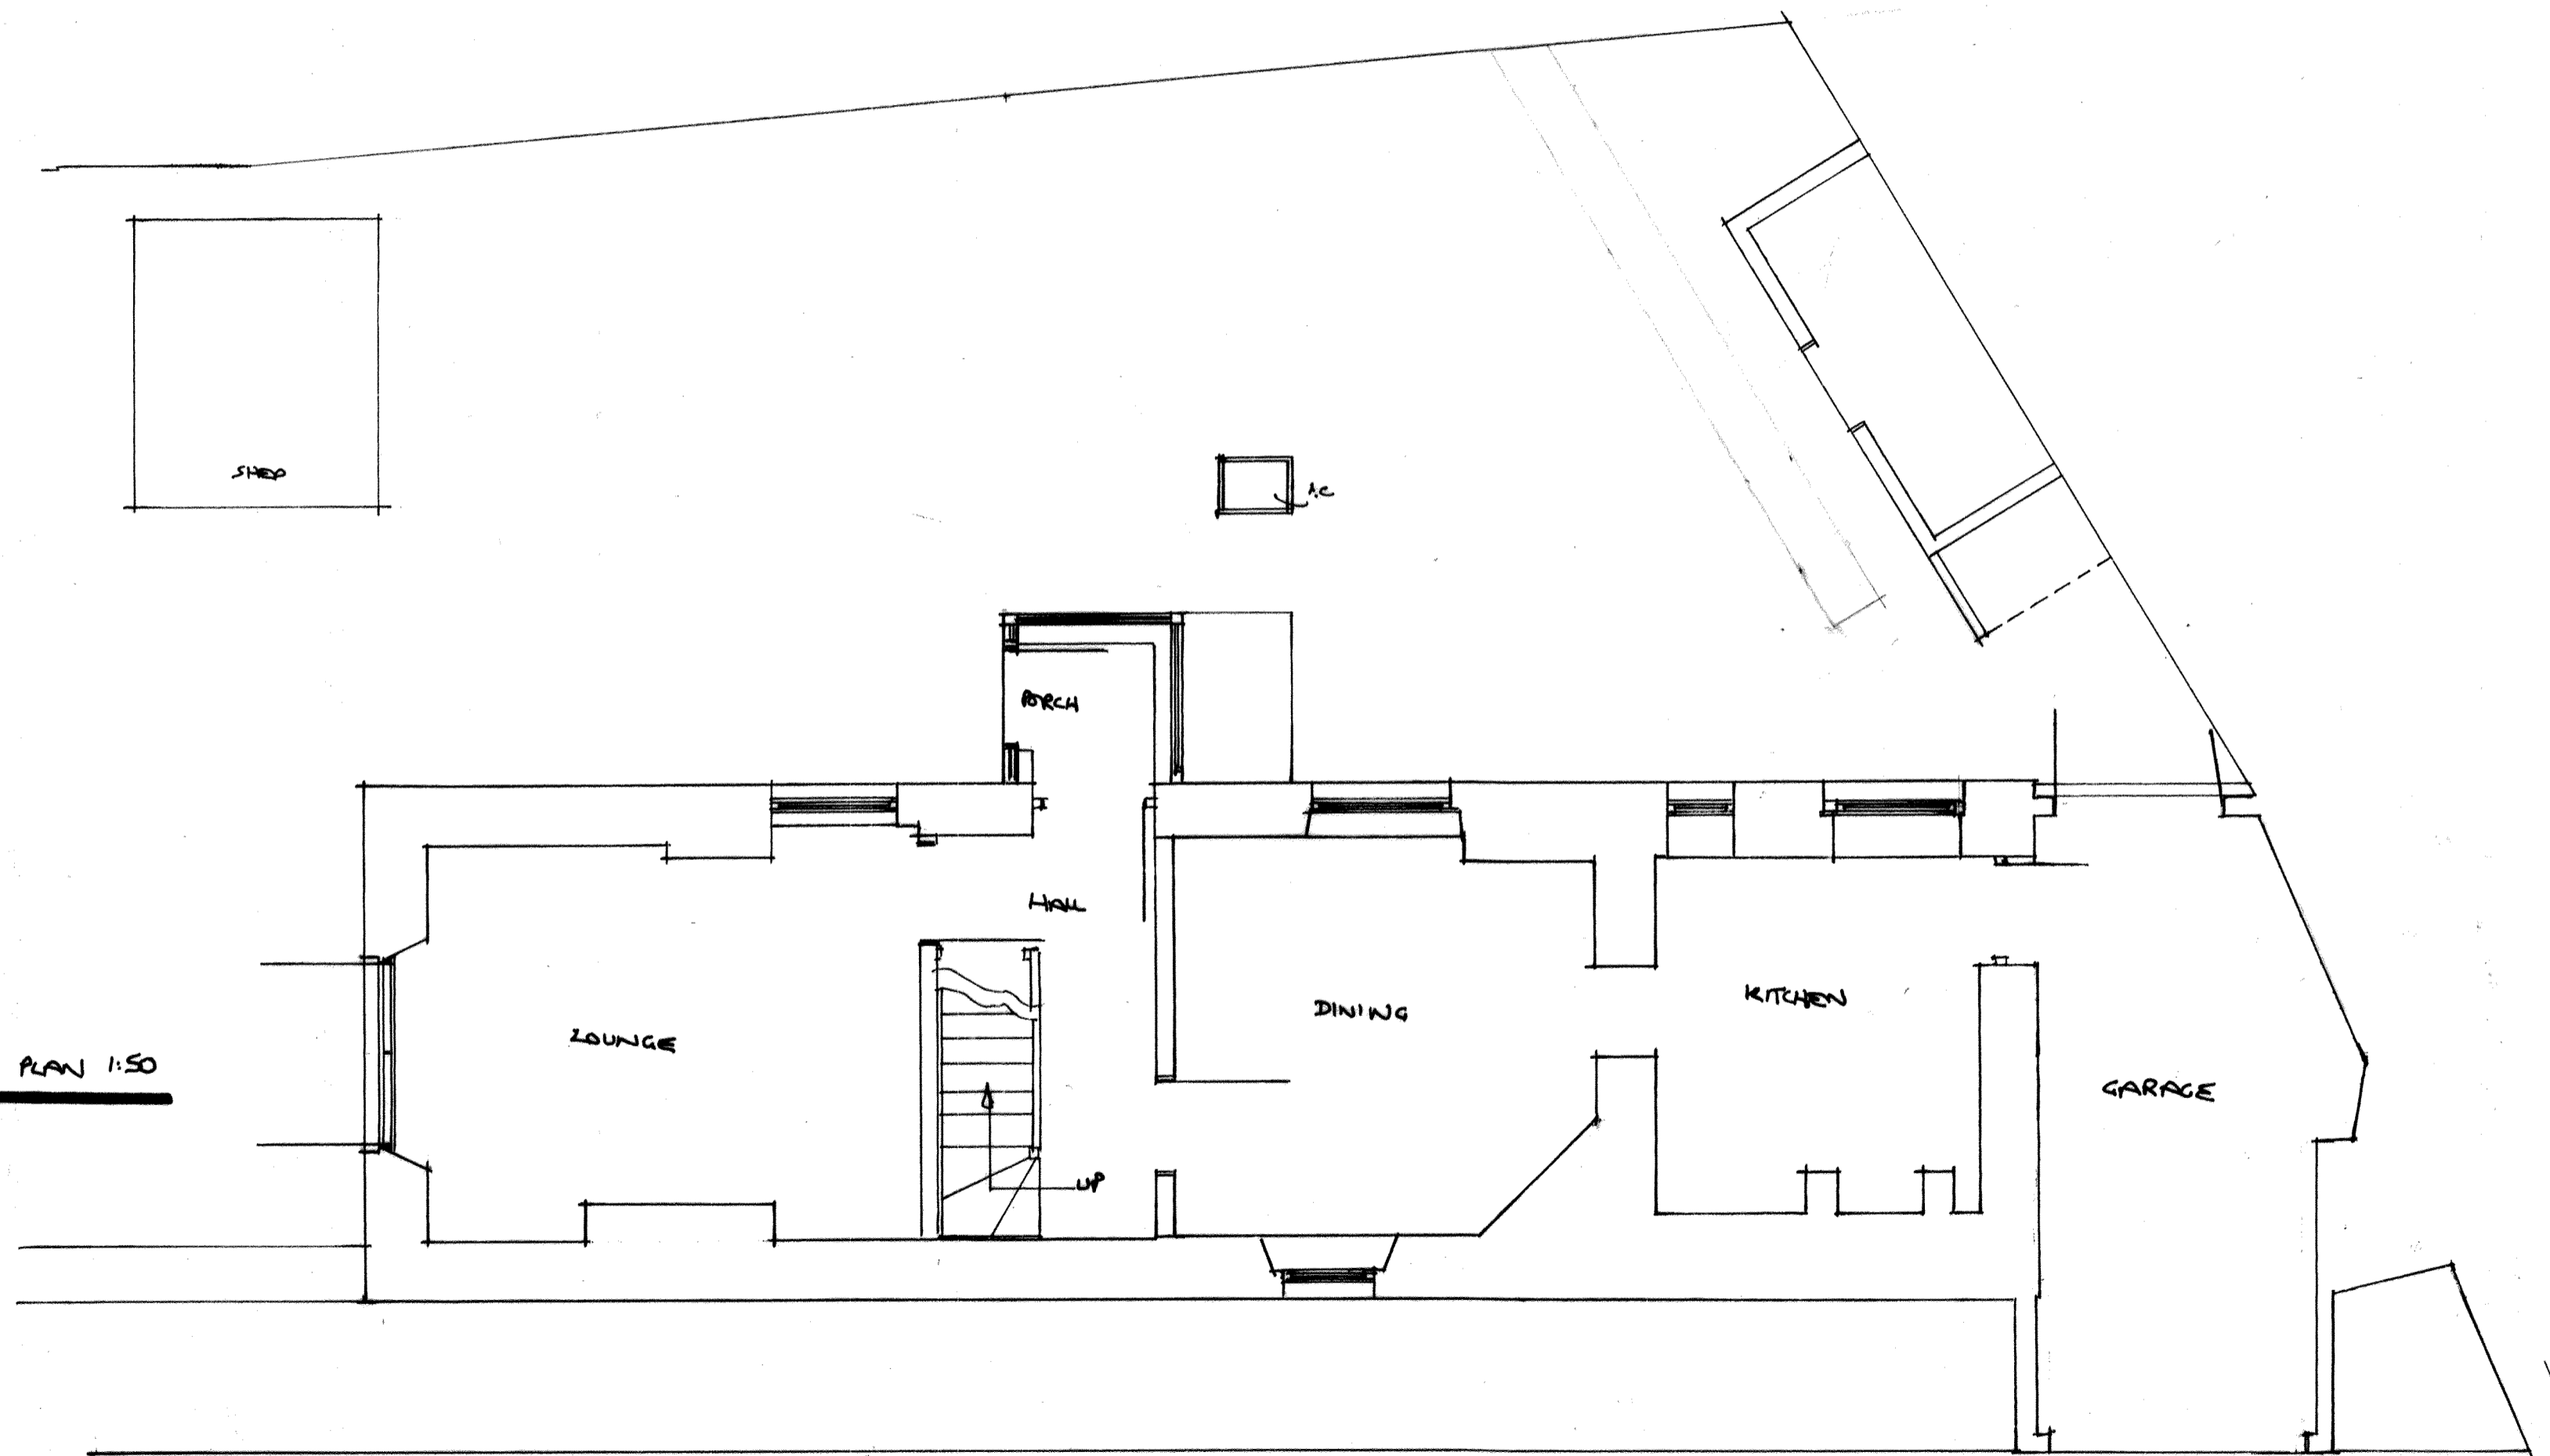 SHED
A.C
PORCH
HALL
LOUNGE
DINING
KITCHEN
GARAGE
UP
PLAN 1:50